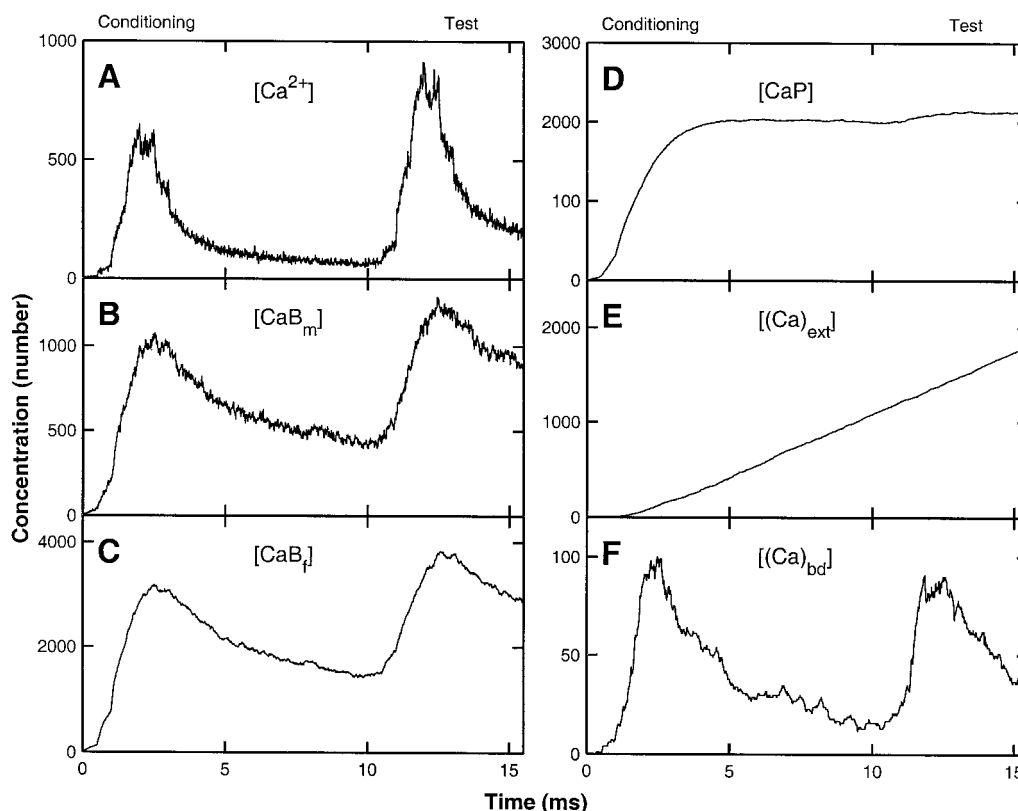 Conditioning Test
Conditioning Test
A
[Ca2+]
1000
500
0
B
[CaBm]
1000
500
0
C
[CaBf]
4000
2000
0
0 5 10 15
D
[CaP]
3000
2000
100
0
E
[(Ca)ext]
2000
1000
0
F
[(Ca)bd]
100
50
0
0 5 10 15
Concentration (number)
Time (ms)